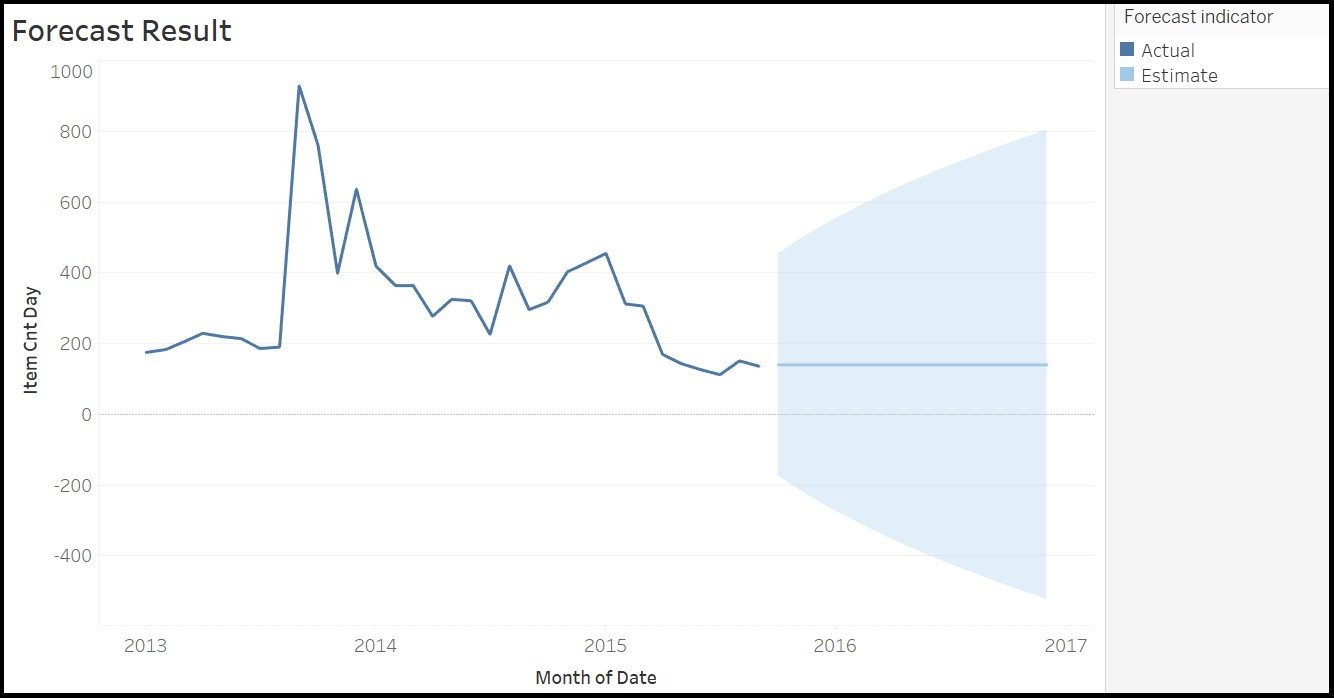 Forecast Result
Forecast indicator
Actual
Estimate
1000
800
600
400
200
0
-200
-400
Item Cnt Day
2013 2014 2015 2016 2017
Month of Date